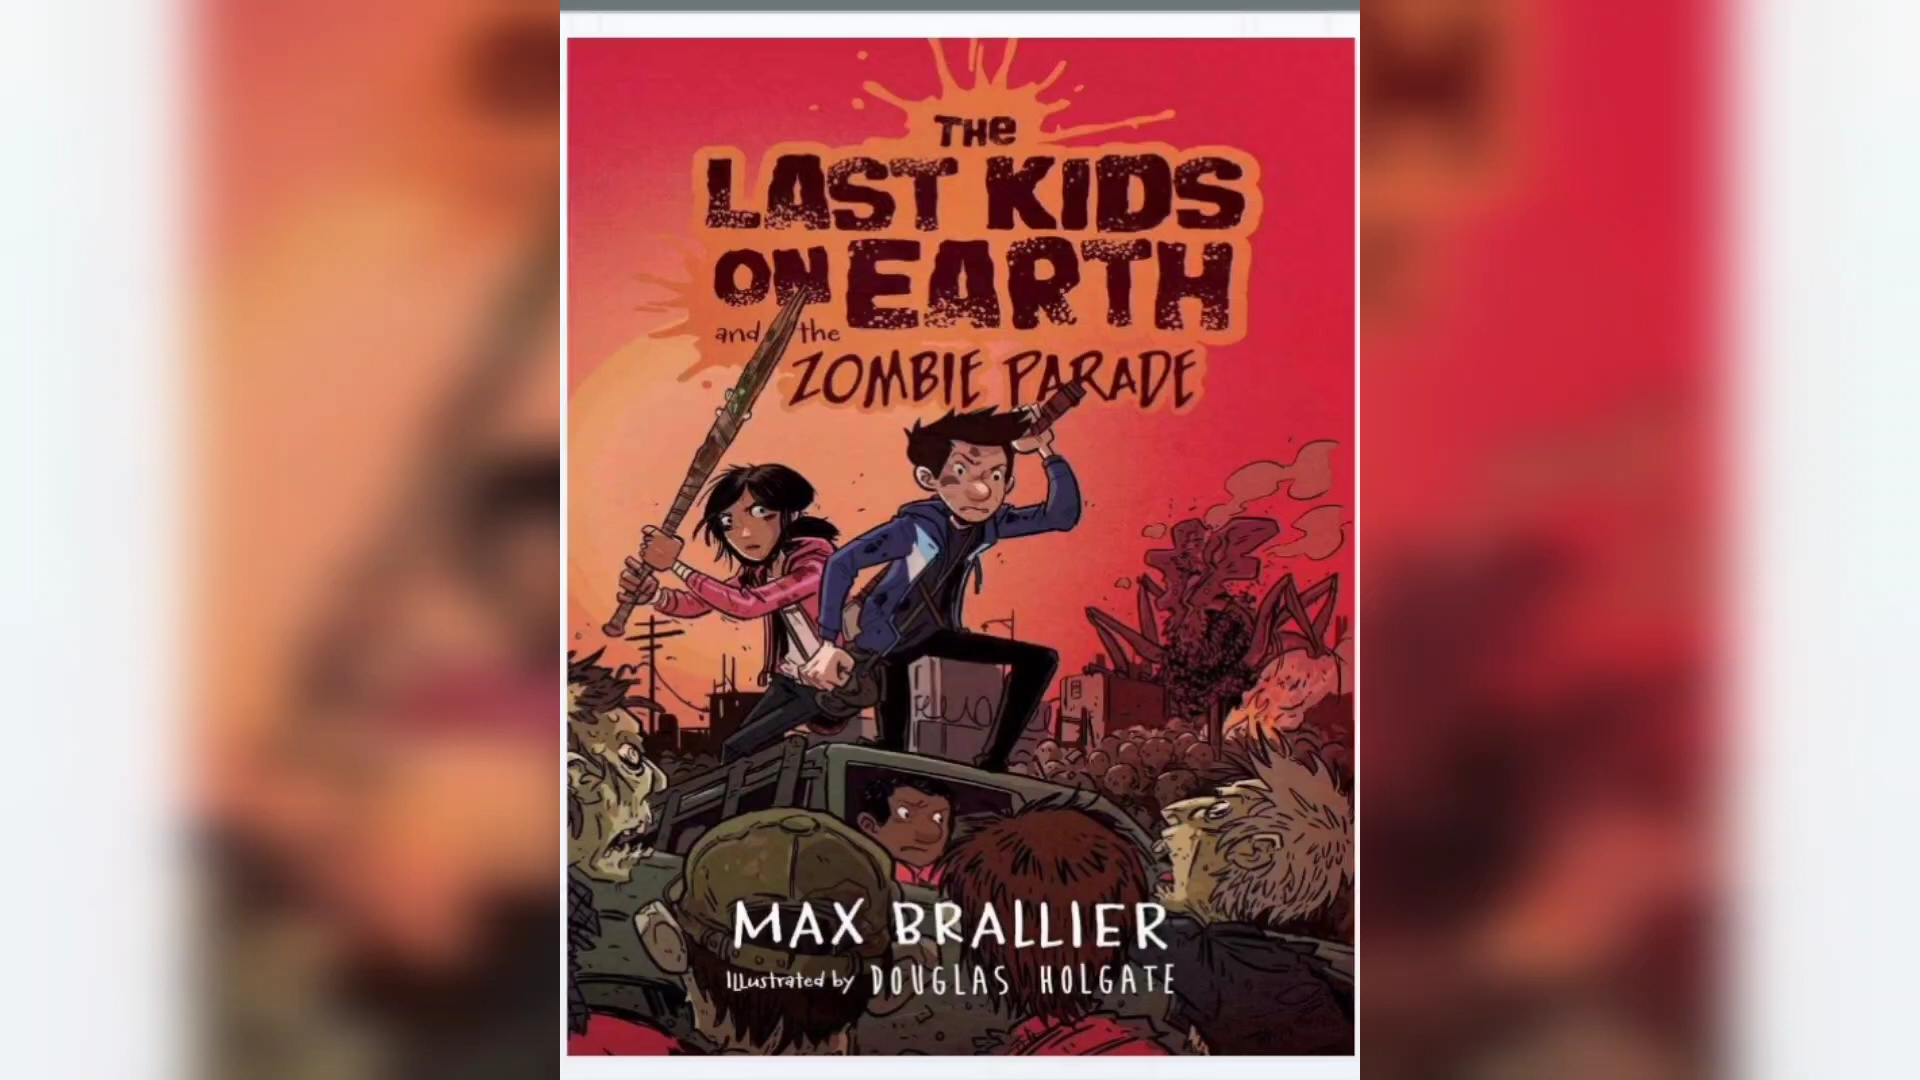 THE
LAST KIDS
ON EARTH
and the
ZOMBIE PARADE
MAX BRALLIER
Illustrated by DOUGLAS HOLGATE